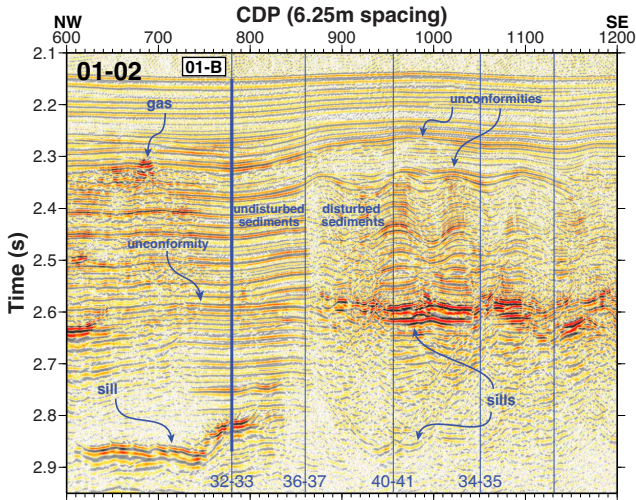 CDP (6.25m spacing)
NW
SE
600 700 800 900 1000 1100 1200
01-02
01-B
gas
unconformities
undisturbed
sediments
disturbed
sediments
unconformity
sill
sills
32-33
36-37
40-41
34-35
Time (s)
2.1
2.2
2.3
2.4
2.5
2.6
2.7
2.8
2.9